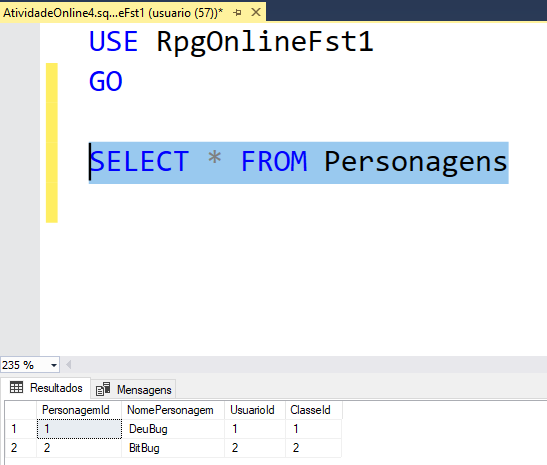 AtividadeOnline4.sq...eFst1 (usuario (57))*
USE RpgOnlineFst1
GO
SELECT * FROM Personagens
235 %
Resultados Mensagens
PersonagemId NomePersonagem UsuarioId ClasseId
1 1 DeuBug 1 1
2 2 BitBug 2 2